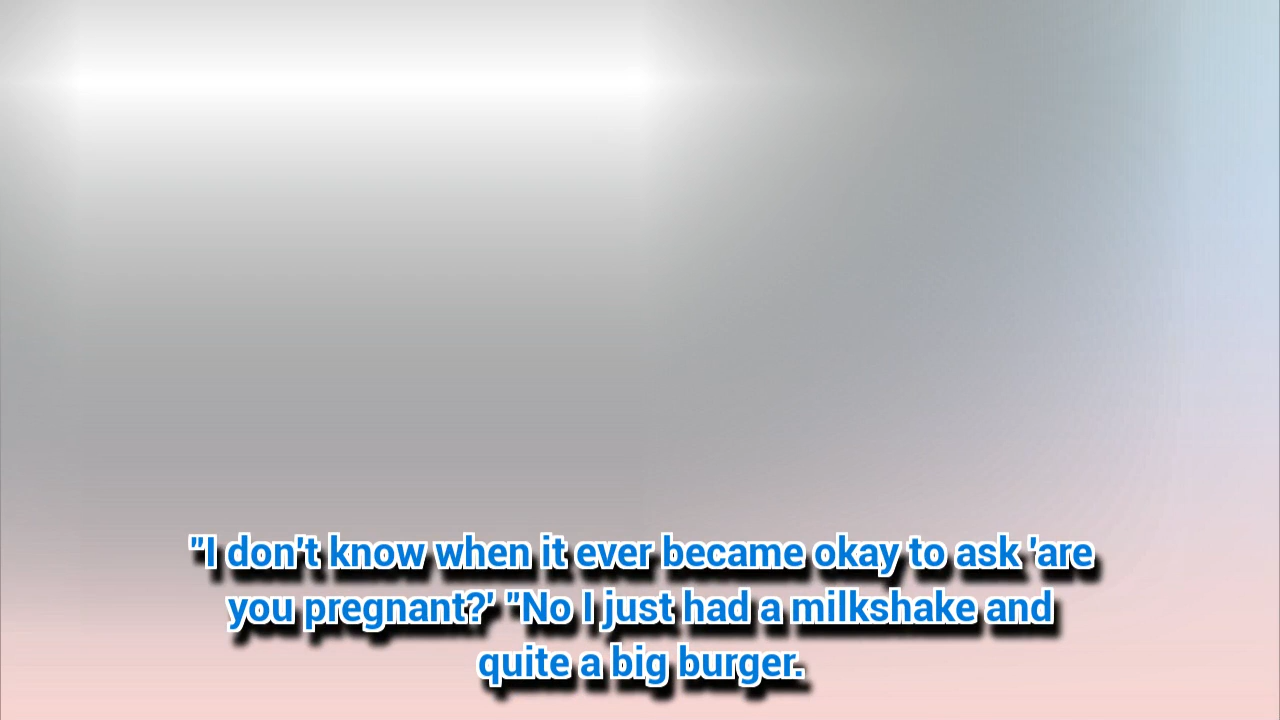 "I don't know when it ever became okay to ask 'are
you pregnant?' "No I just had a milkshake and
quite a big burger.